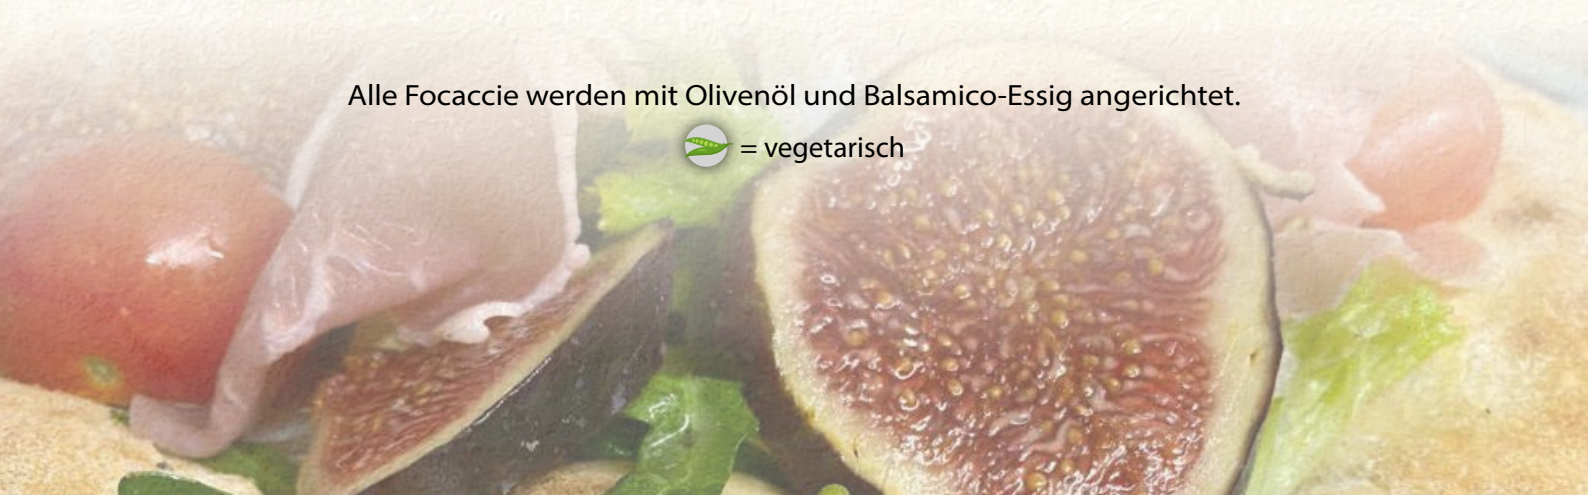 Alle Focaccie werden mit Olivenöl und Balsamico-Essig angerichtet.
= vegetarisch